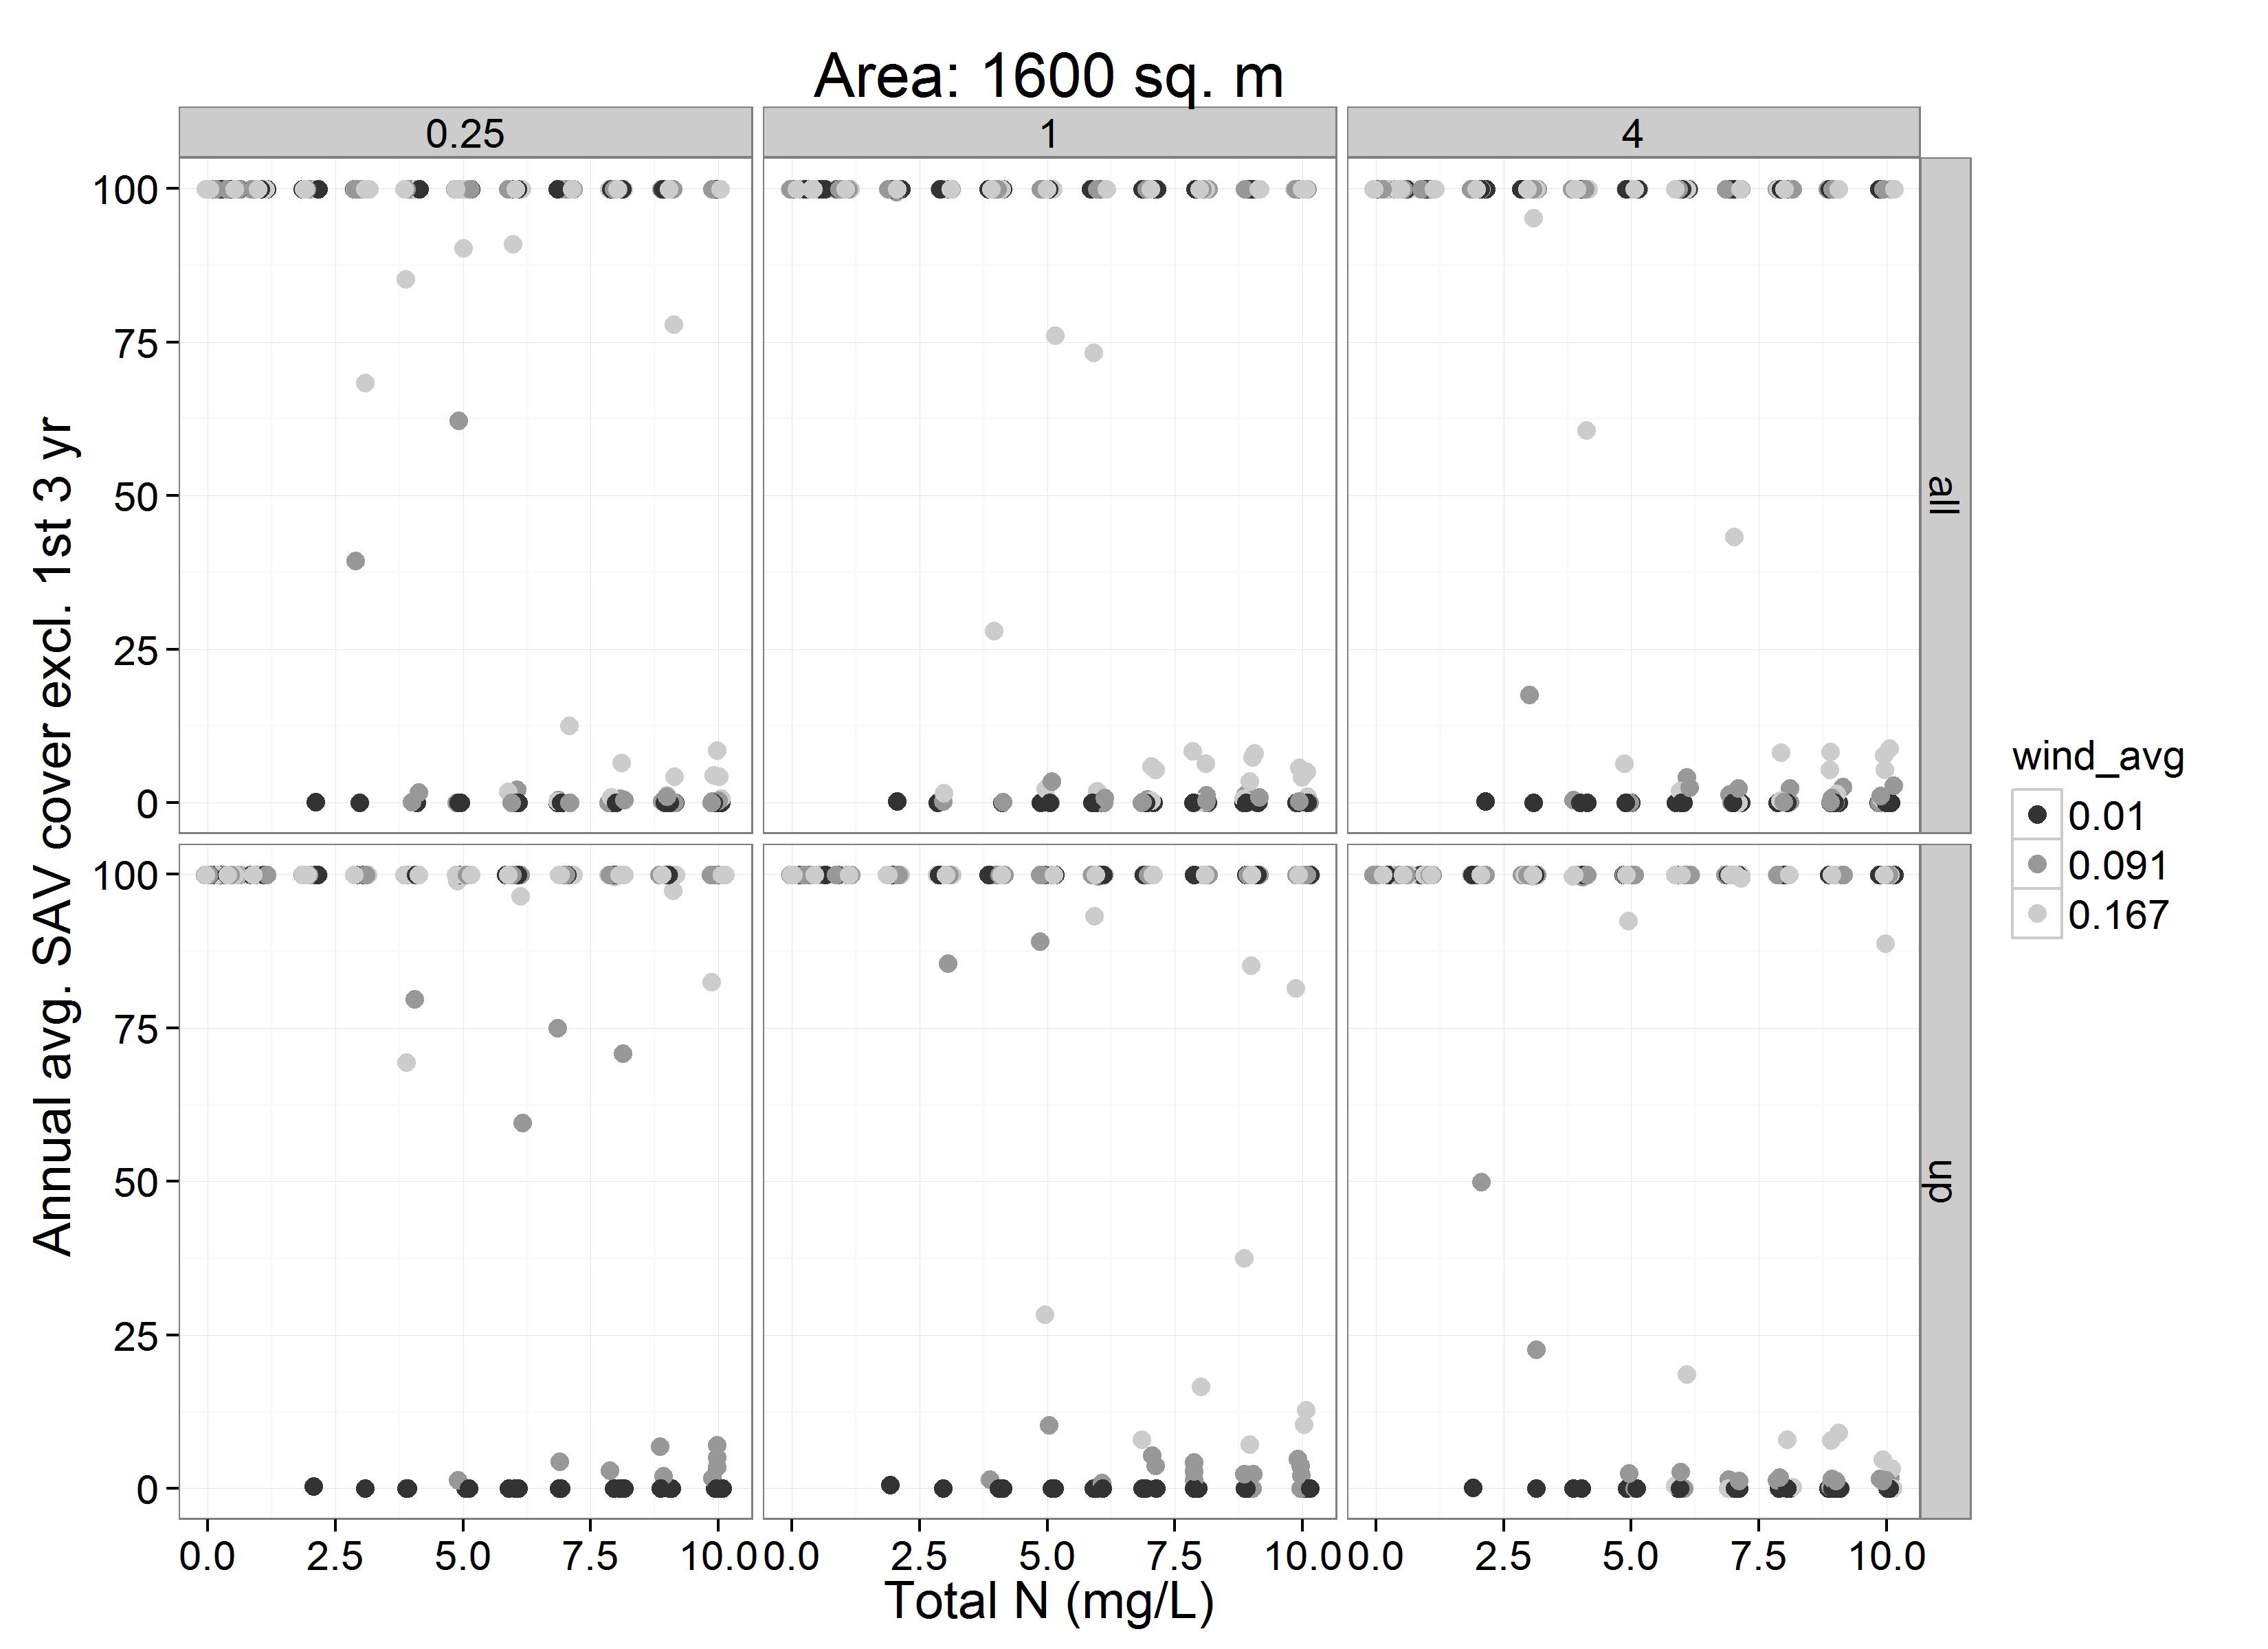 Area: 1600 sq. m
0.25 1 4
100
75
50
25
0
all
100
75
50
25
0
up
0.0 2.5 5.0 7.5 10.0 0.0 2.5 5.0 7.5 10.0 0.0 2.5 5.0 7.5 10.0
Total N (mg/L)
Annual avg. SAV cover excl. 1st 3 yr
wind_avg
0.01
0.091
0.167